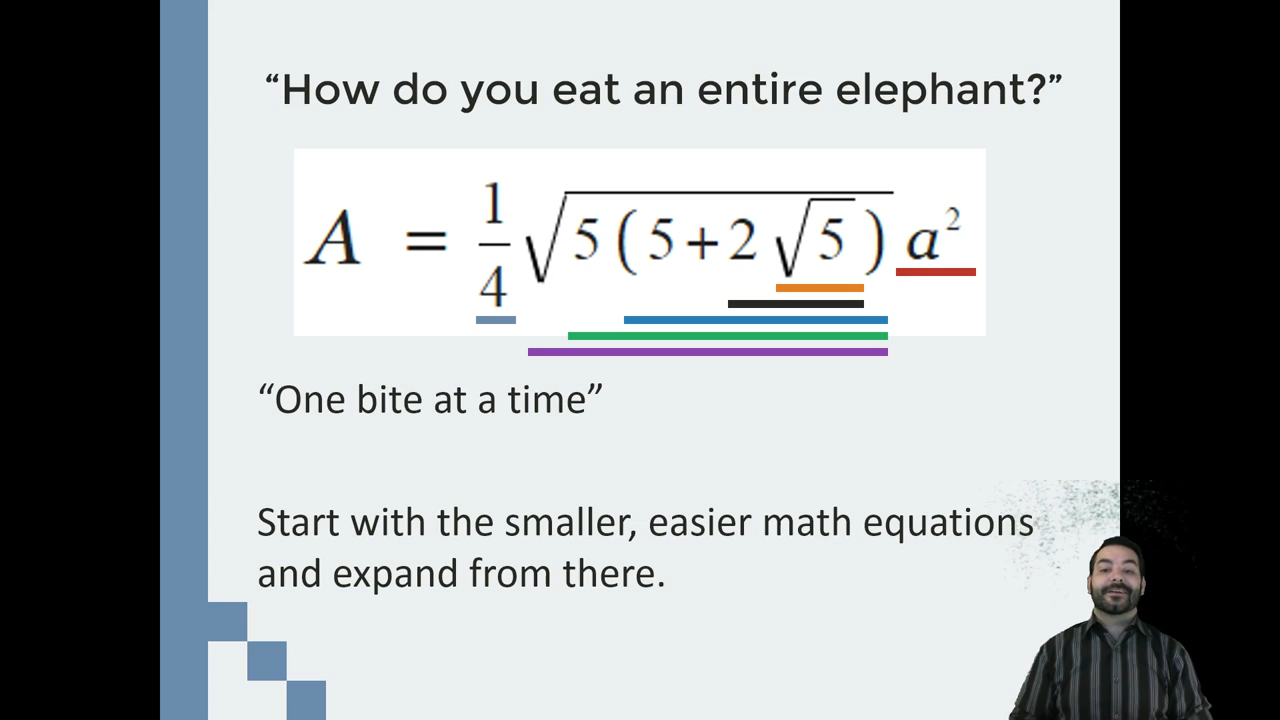 “How do you eat an entire elephant?”
A = 1/4 √(5(5+2√5)) a²
“One bite at a time”
Start with the smaller, easier math equations
and expand from there.